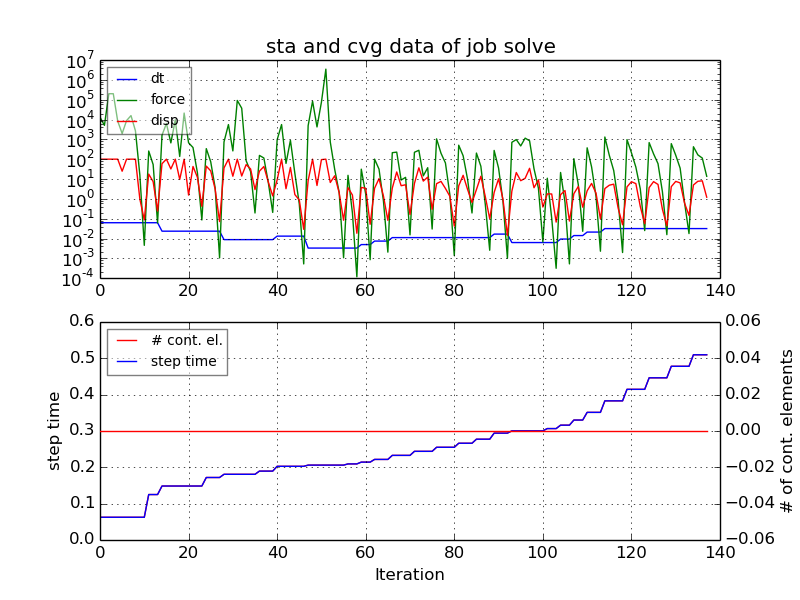 sta and cvg data of job solve
10^7
10^6
10^5
10^4
10^3
10^2
10^1
10^0
10^-1
10^-2
10^-3
10^-4
dt
force
disp
0 20 40 60 80 100 120 140
0.6
0.5
0.4
0.3
0.2
0.1
0.0
step time
# cont. el.
step time
0.06
0.04
0.02
0.00
−0.02
−0.04
−0.06
# of cont. elements
0 20 40 60 80 100 120 140
Iteration